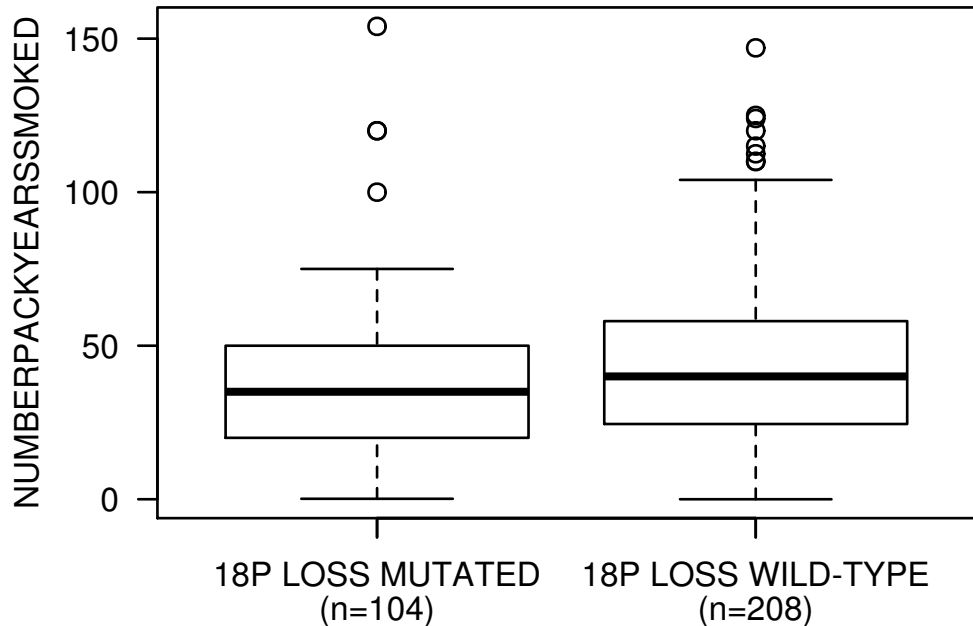 NUMBERPACKYEARSSMOKED
150
100
50
0
18P LOSS MUTATED
(n=104)
18P LOSS WILD-TYPE
(n=208)